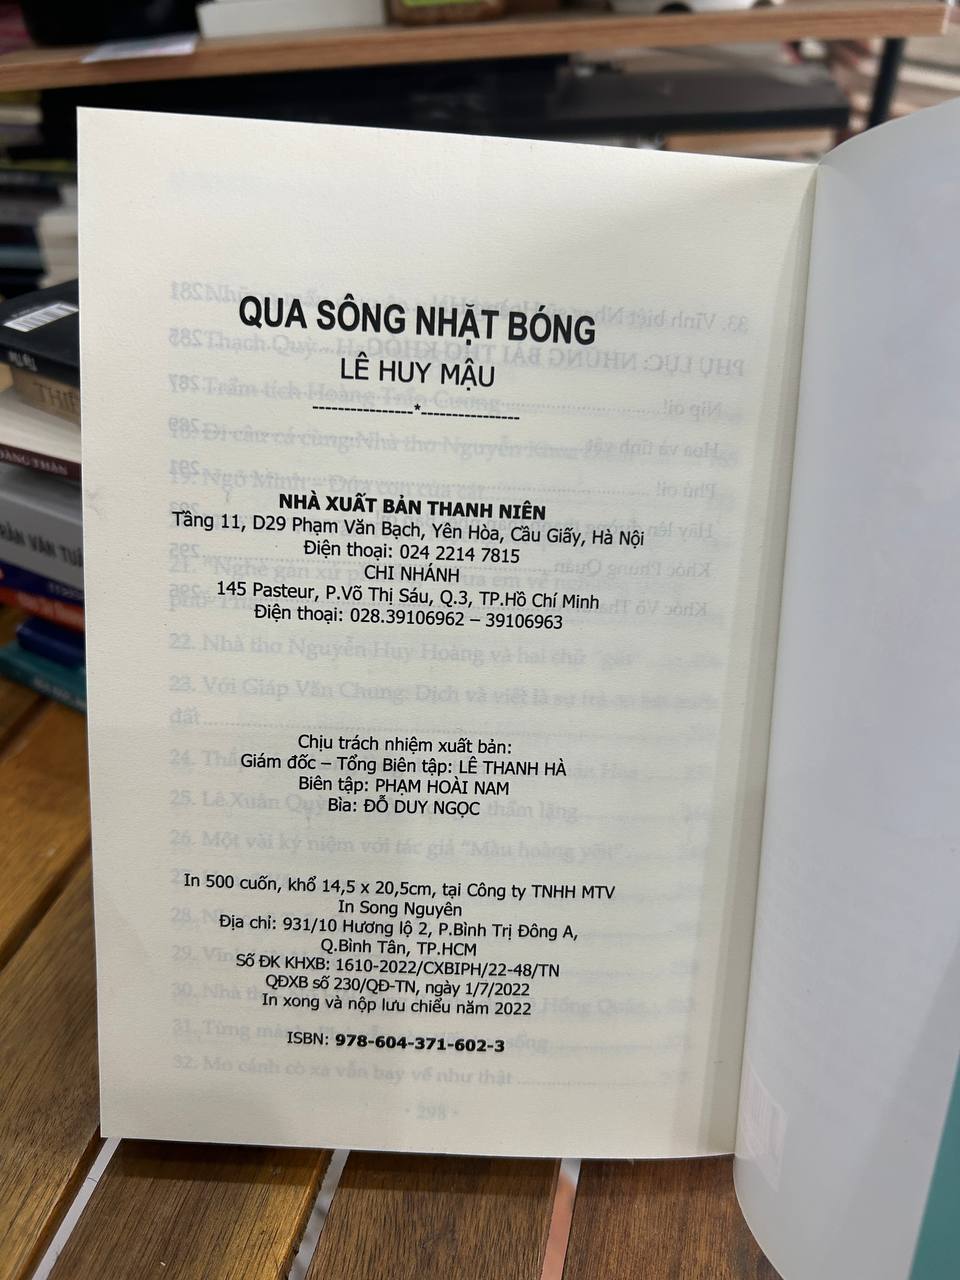 QUA SÔNG NHẶT BÓNG
LÊ HUY MẬU
----------------*----------------
NHÀ XUẤT BẢN THANH NIÊN
Tầng 11, D29 Phạm Văn Bạch, Yên Hòa, Cầu Giấy, Hà Nội
Điện thoại: 024 2214 7815
CHI NHÁNH
145 Pasteur, P.Võ Thị Sáu, Q.3, TP.Hồ Chí Minh
Điện thoại: 028.39106962 – 39106963
Chịu trách nhiệm xuất bản:
Giám đốc – Tổng Biên tập: LÊ THANH HÀ
Biên tập: PHẠM HOÀI NAM
Bìa: ĐỖ DUY NGỌC
In 500 cuốn, khổ 14,5 x 20,5cm, tại Công ty TNHH MTV
In Song Nguyên
Địa chỉ: 931/10 Hương lộ 2, P.Bình Trị Đông A,
Q.Bình Tân, TP.HCM
Số ĐK KHXB: 1610-2022/CXBIPH/22-48/TN
QĐXB số 230/QĐ-TN, ngày 1/7/2022
In xong và nộp lưu chiểu năm 2022
ISBN: 978-604-371-602-3